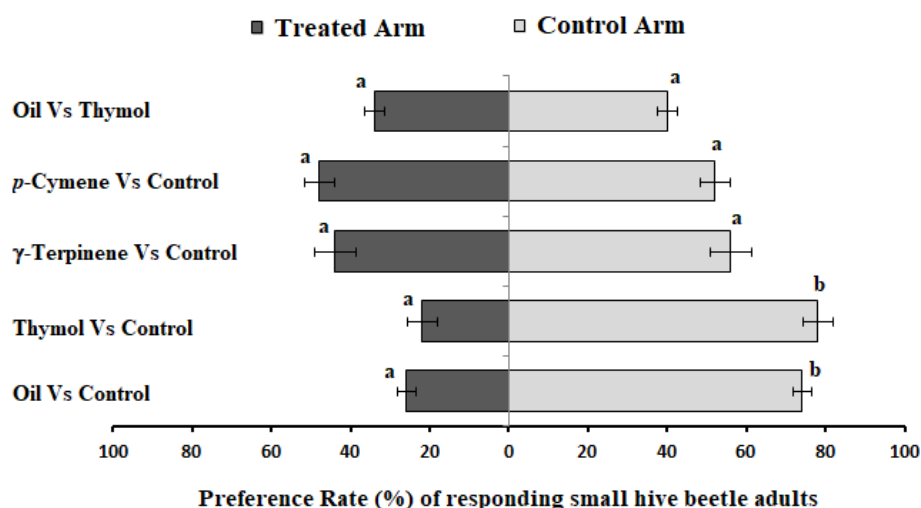 Treated Arm Control Arm
a a
Oil Vs Thymol
a a
p-Cymene Vs Control
a a
γ-Terpinene Vs Control
a b
Thymol Vs Control
a b
Oil Vs Control
100 80 60 40 20 0 20 40 60 80 100
Preference Rate (%) of responding small hive beetle adults